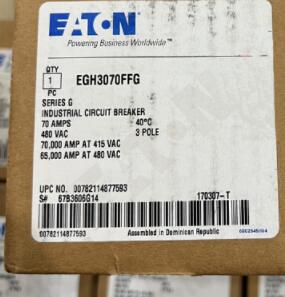 EATON
Powering Business Worldwide™
QTY
1
PC
EGH3070FFG
SERIES G
INDUSTRIAL CIRCUIT BREAKER
70 AMPS 40°C
480 VAC 3 POLE
70,000 AMP AT 415 VAC
65,000 AMP AT 480 VAC
UPC NO. 00782114877593
S# 67B3606G14
170307-T
00782114877593
Assembled in Dominican Republic